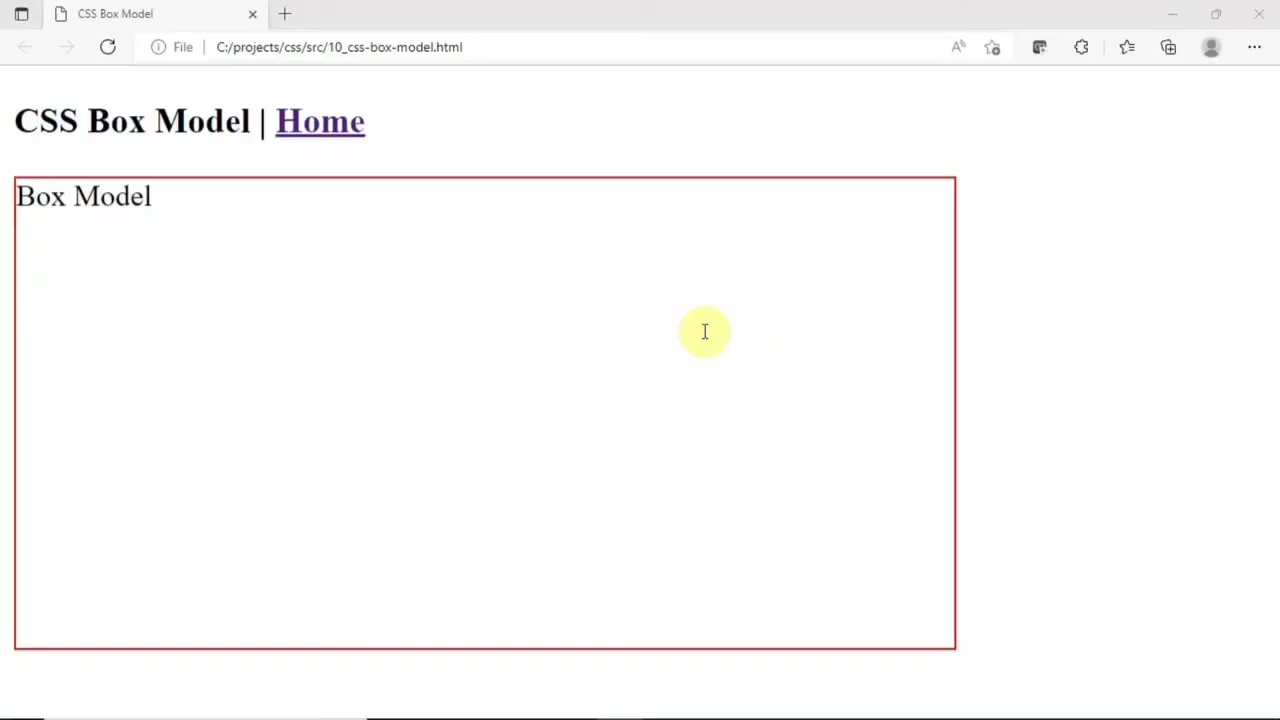 CSS Box Model
File
C:/projects/css/src/10_css-box-model.html
CSS Box Model | Home
Box Model